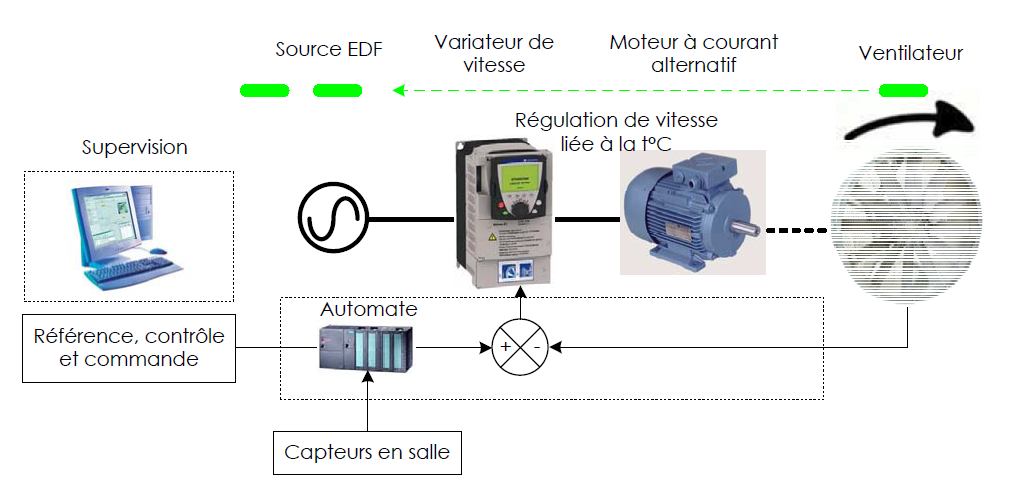 Source EDF
Variateur de
vitesse
Moteur à courant
alternatif
Ventilateur
Régulation de vitesse
liée à la t°C
Supervision
Automate
Référence, contrôle
et commande
+
-
Capteurs en salle